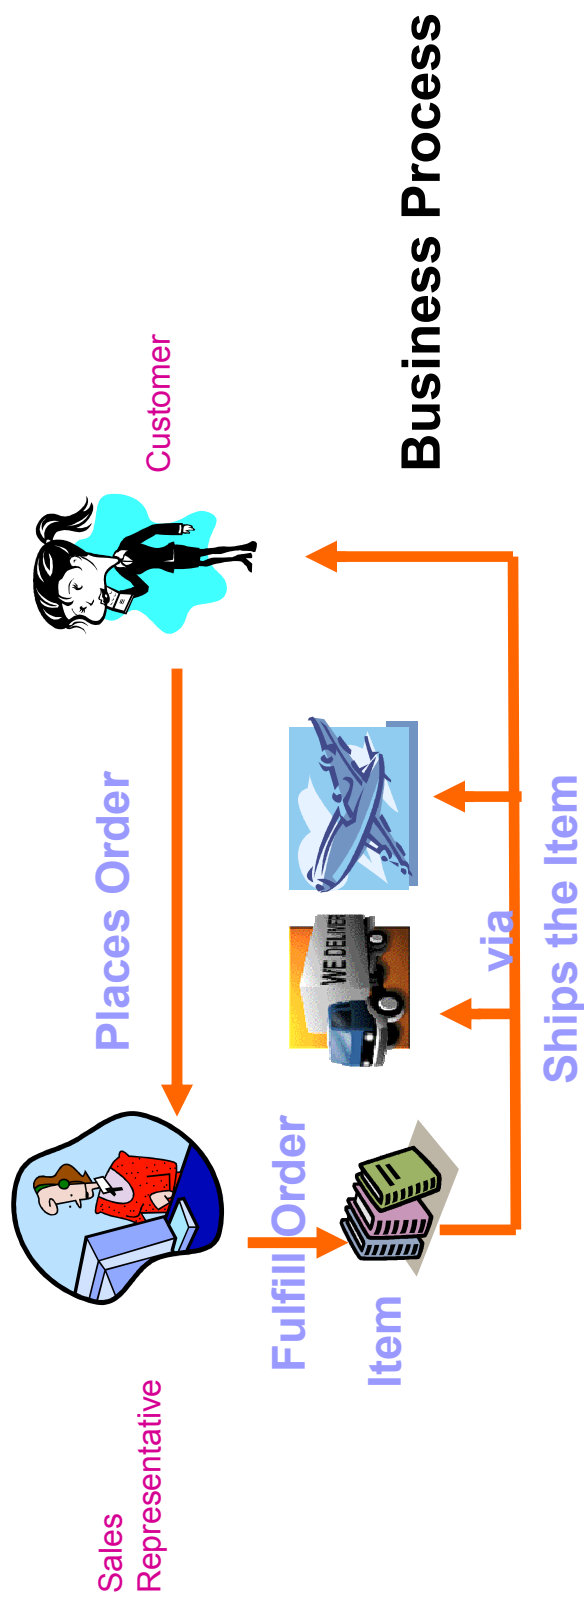 Sales
Representative
Places Order
Customer
Fulfill Order
Item
WE DELIVER
via
Ships the Item
Business Process